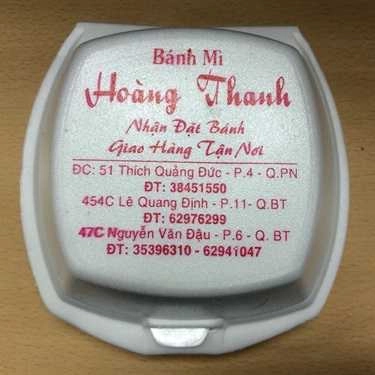 Bánh Mì
Hoàng Thanh
Nhận Đặt Bánh
Giao Hàng Tận Nơi
ĐC: 51 Thích Quảng Đức - P.4 - Q.PN
ĐT: 38451550
454C Lê Quang Định - P.11- Q.BT
ĐT: 62976299
47C Nguyễn Văn Đậu - P.6 - Q. BT
ĐT: 35396310 - 62941047